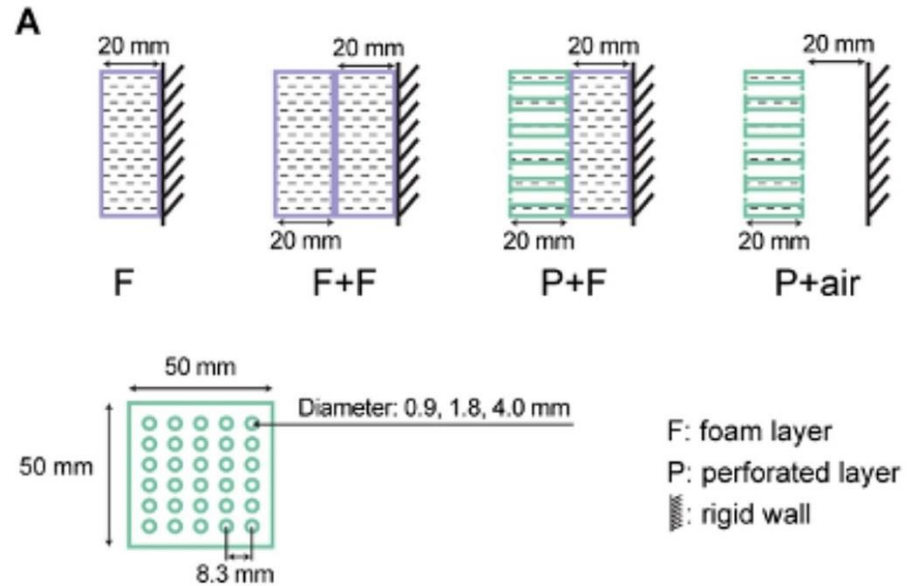 A
20 mm
20 mm
20 mm
20 mm
20 mm
20 mm
20 mm
F
F+F
P+F
P+air
50 mm
Diameter: 0.9, 1.8, 4.0 mm
50 mm
F: foam layer
P: perforated layer
: rigid wall
8.3 mm